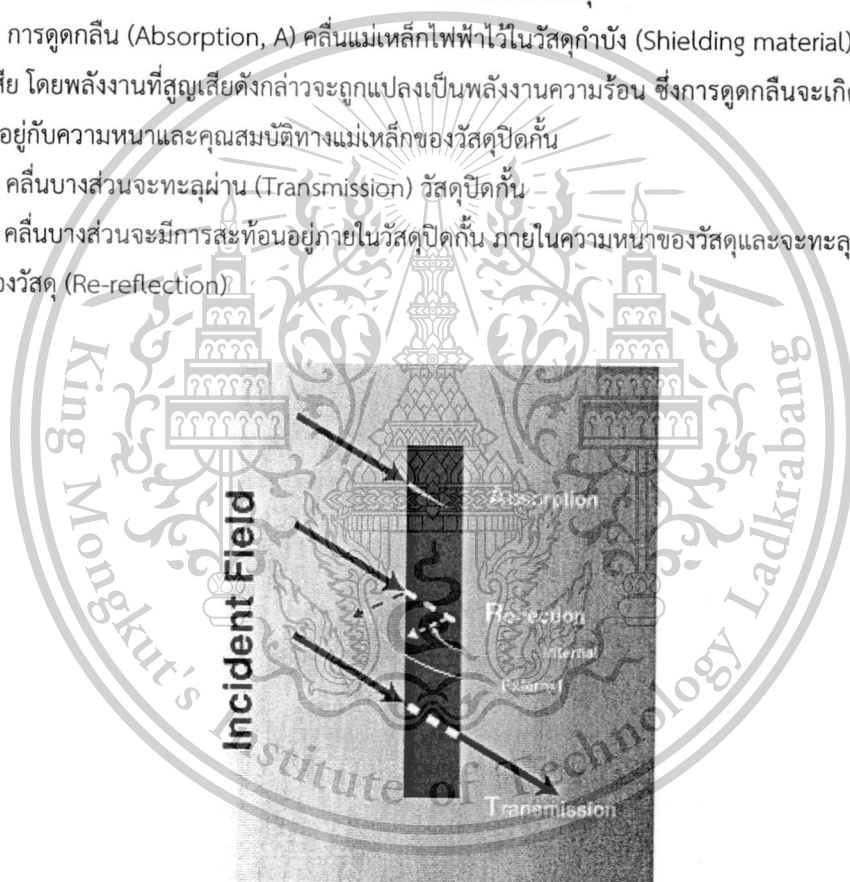 การดูดกลืน (Absorption, A) คลื่นแม่เหล็กไฟฟ้าไว้ในวัสดุกำบัง (Shielding material)
สีย โดยพลังงานที่สูญเสียดังกล่าวจะถูกแปลงเป็นพลังงานความร้อน ซึ่งการดูดกลืนจะเกิด
อยู่กับความหนาและคุณสมบัติทางแม่เหล็กของวัสดุปิดกั้น
คลื่นบางส่วนจะทะลุผ่าน (Transmission) วัสดุปิดกั้น
คลื่นบางส่วนจะมีการสะท้อนอยู่ภายในวัสดุปิดกั้น ภายในความหนาของวัสดุและจะทะลุ
องวัสดุ (Re-reflection)
Incident Field
Absorption
Reflection
Internal
External
Transmission
King Mongkut's Institute of Technology Ladkrabang